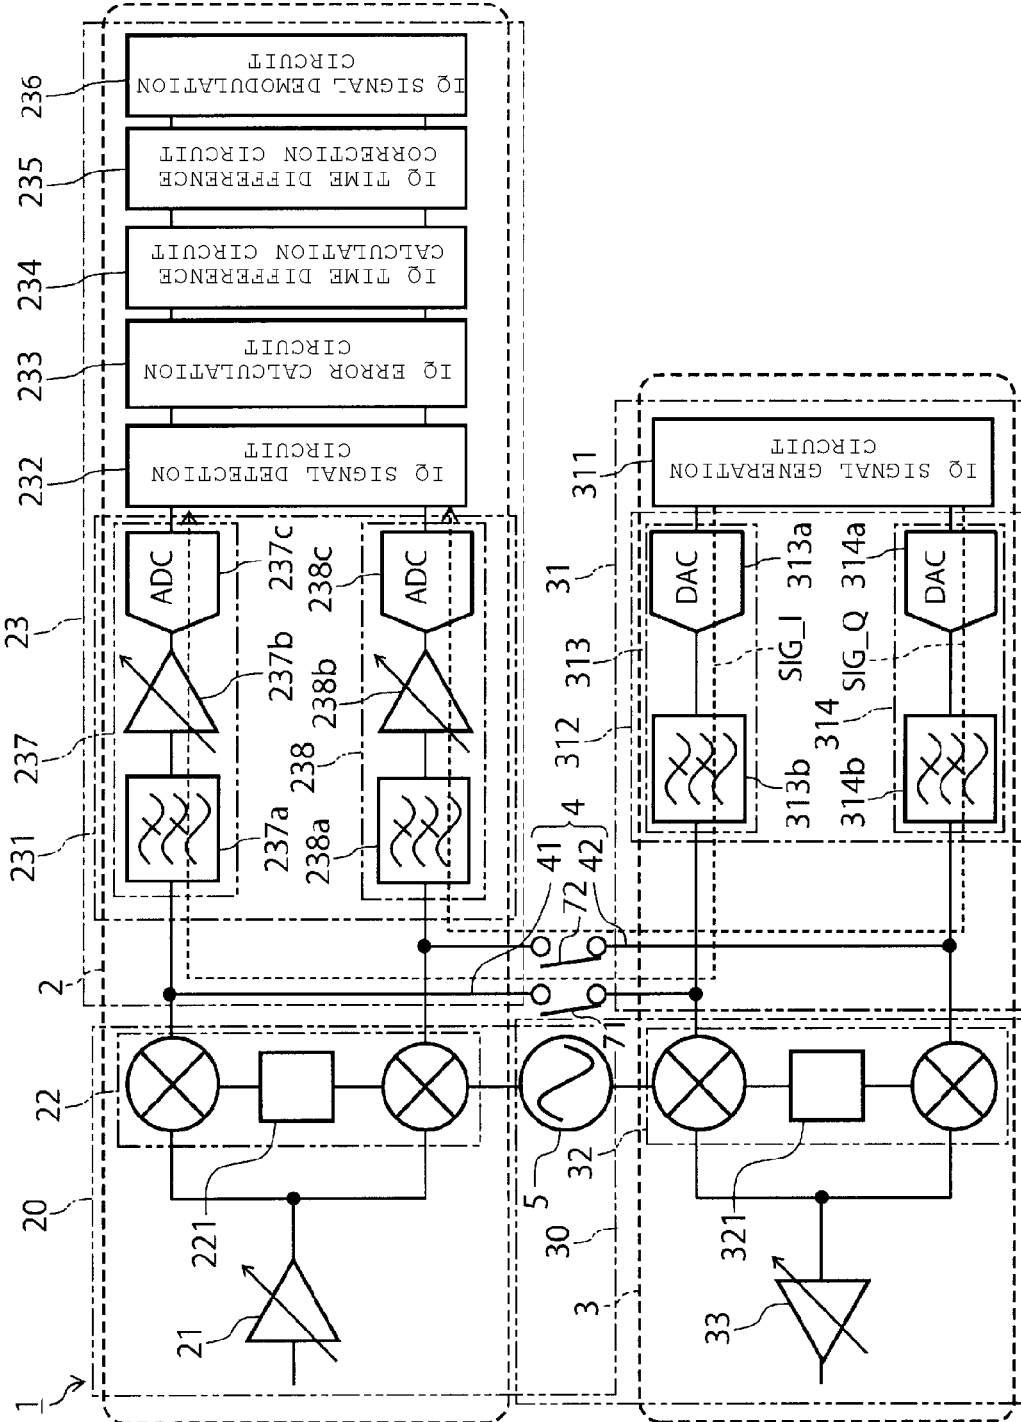 1
20
2
23
231
237
232
233
234
235
236
21
22
221
237a
237b
237c
ADC
238
238a
238b
238c
ADC
IQ SIGNAL DETECTION
CIRCUIT
IQ ERROR CALCULATION
CIRCUIT
IQ TIME DIFFERENCE
CALCULATION CIRCUIT
IQ TIME DIFFERENCE
CORRECTION CIRCUIT
IQ SIGNAL DEMODULATION
CIRCUIT
5
7
72
41
42
4
3
30
31
312
313
311
33
32
321
313b
313a
DAC
SIG_I
SIG_Q
314
314b
314a
DAC
IQ SIGNAL GENERATION
CIRCUIT